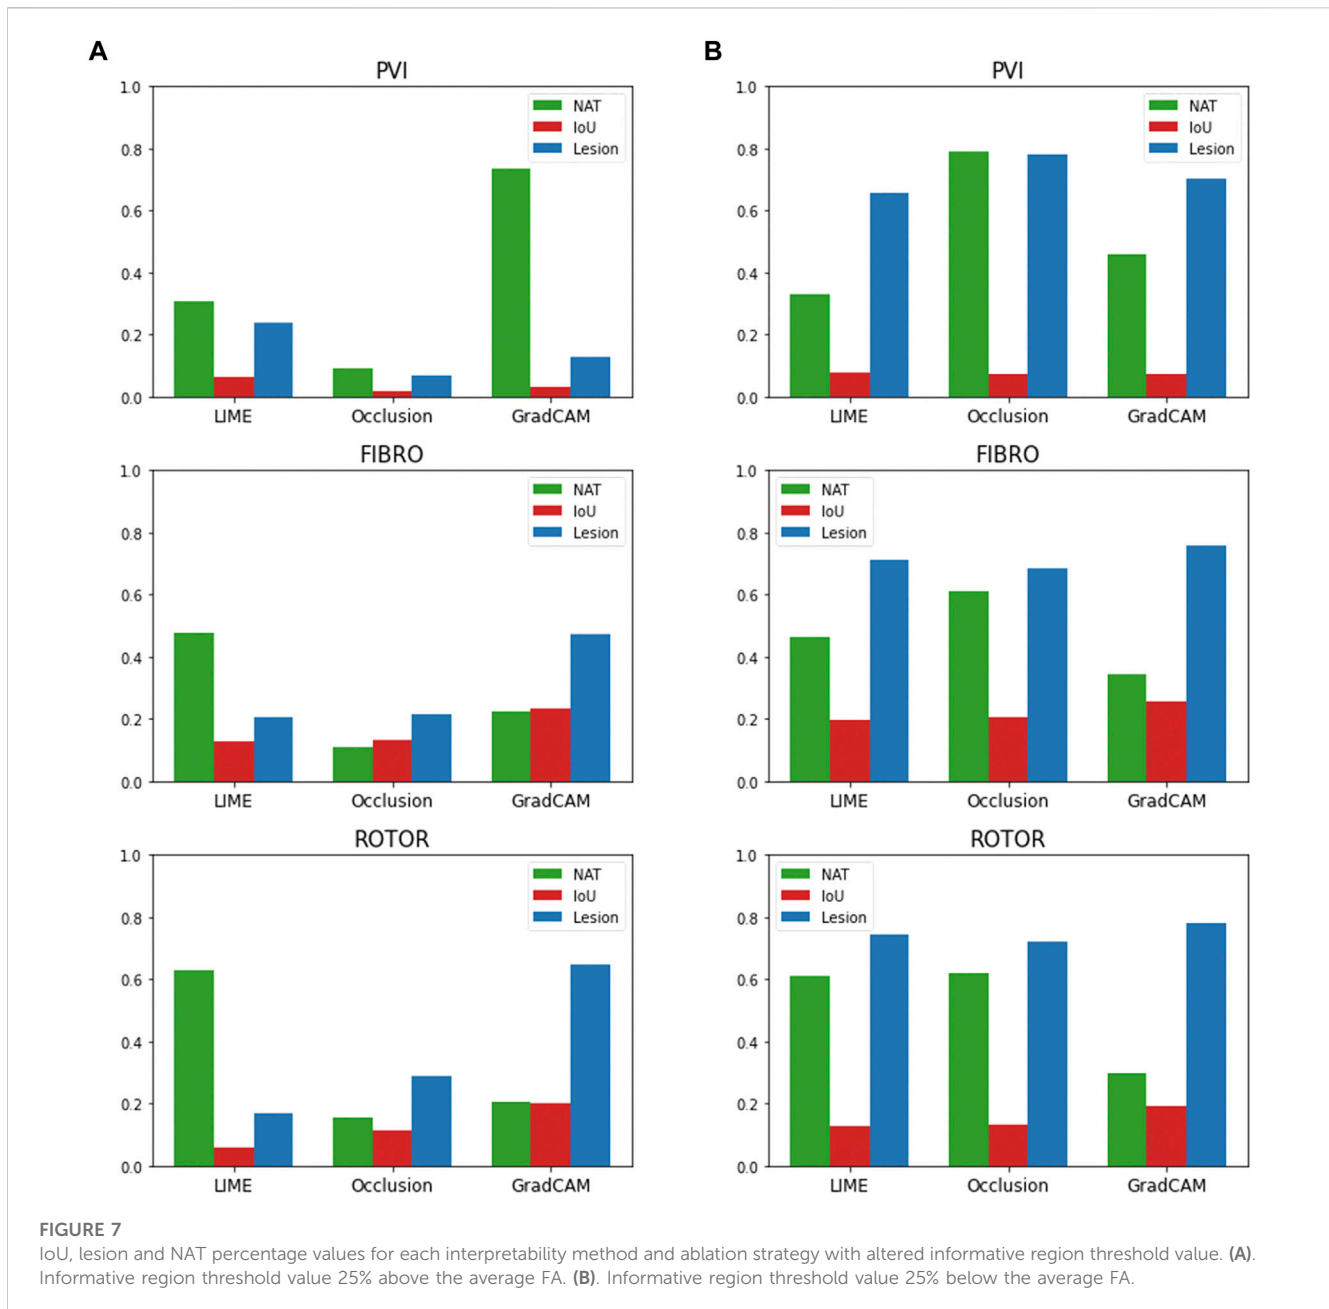 A
PVI
1.0
0.8
0.6
0.4
0.2
0.0
NAT
IoU
Lesion
LIME Occlusion GradCAM
FIBRO
1.0
0.8
0.6
0.4
0.2
0.0
NAT
IoU
Lesion
LIME Occlusion GradCAM
ROTOR
1.0
0.8
0.6
0.4
0.2
0.0
NAT
IoU
Lesion
LIME Occlusion GradCAM
B
PVI
1.0
0.8
0.6
0.4
0.2
0.0
NAT
IoU
Lesion
LIME Occlusion GradCAM
FIBRO
1.0
0.8
0.6
0.4
0.2
0.0
NAT
IoU
Lesion
LIME Occlusion GradCAM
ROTOR
1.0
0.8
0.6
0.4
0.2
0.0
NAT
IoU
Lesion
LIME Occlusion GradCAM
FIGURE 7
IoU, lesion and NAT percentage values for each interpretability method and ablation strategy with altered informative region threshold value. (A).
Informative region threshold value 25% above the average FA. (B). Informative region threshold value 25% below the average FA.